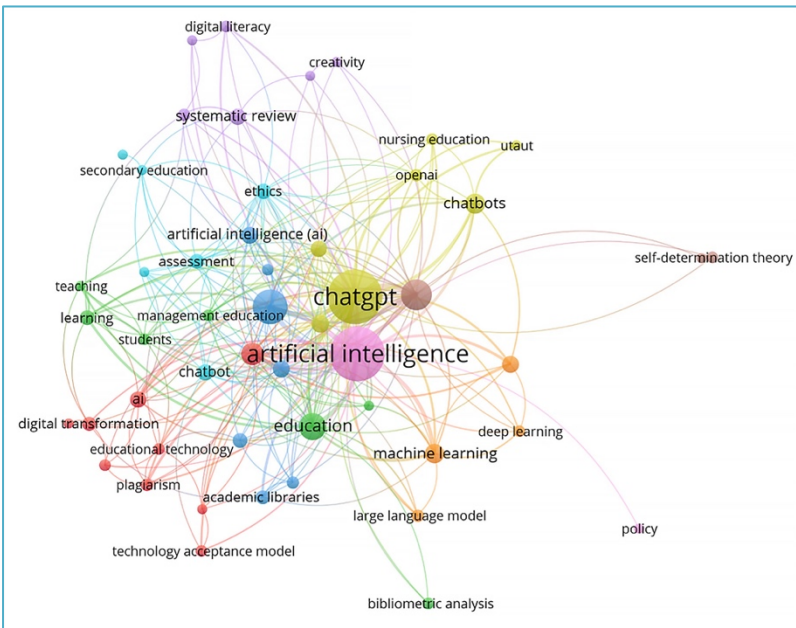 digital literacy
creativity
systematic review
nursing education
utaut
secondary education
openai
ethics
chatbots
artificial intelligence (ai)
self-determination theory
assessment
teaching
chatgpt
learning
management education
students
artificial intelligence
chatbot
ai
digital transformation
education
deep learning
educational technology
machine learning
plagiarism
academic libraries
large language model
policy
technology acceptance model
bibliometric analysis